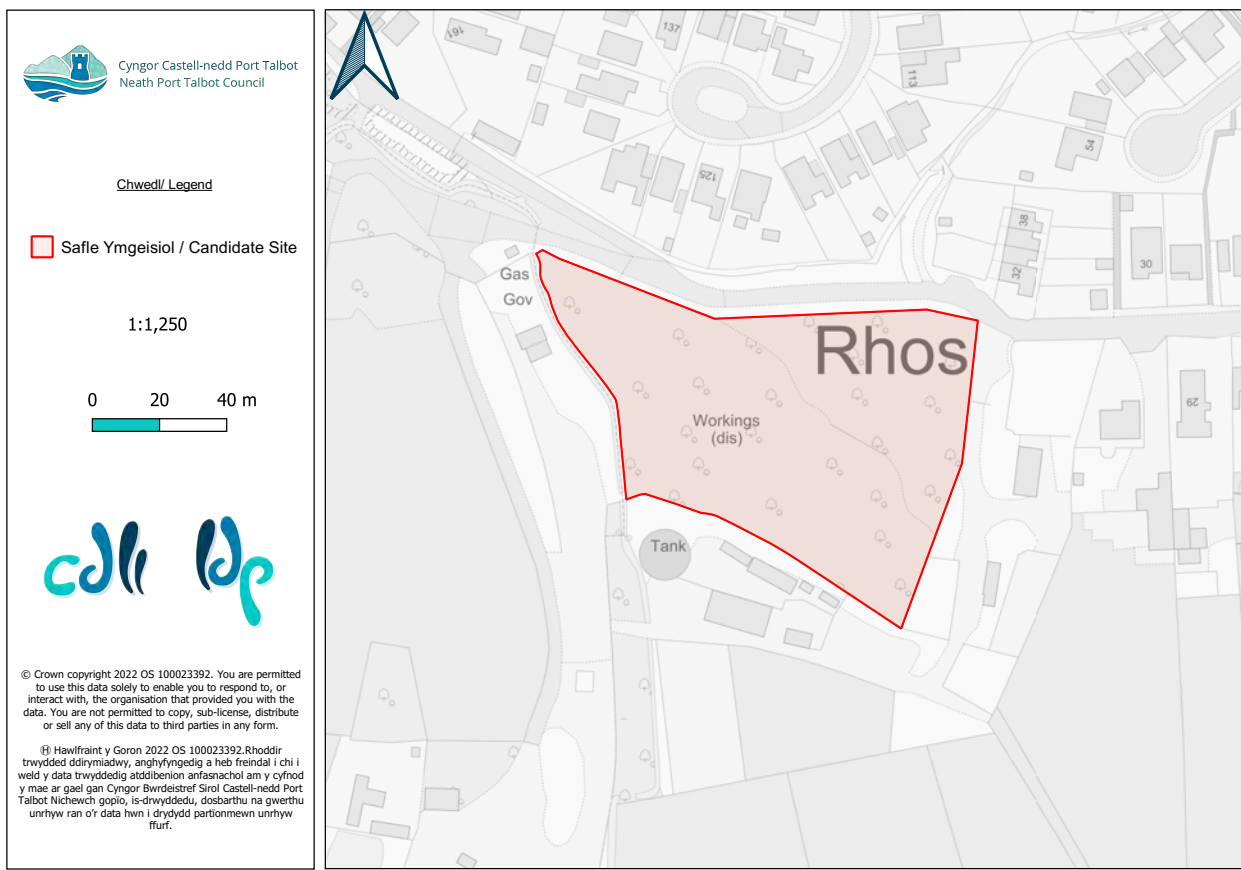 Cyngor Castell-nedd Port Talbot
Neath Port Talbot Council
Chwedl/ Legend
Safle Ymgeisiol / Candidate Site
1:1,250
0 20 40 m
cdll ldp
© Crown copyright 2022 OS 100023392. You are permitted
to use this data solely to enable you to respond to, or
interact with, the organisation that provided you with the
data. You are not permitted to copy, sub-license, distribute
or sell any of this data to third parties in any form.
Ⓗ Hawlfraint y Goron 2022 OS 100023392.Rhoddir
trwydded ddirymiadwy, anghyfyngedig a heb freindal i chi i
weld y data trwyddedig atddibenion anfasnachol am y cyfnod
y mae ar gael gan Cyngor Bwrdeistref Sirol Castell-nedd Port
Talbot Nichewch gopïo, is-drwyddedu, dosbarthu na gwerthu
unrhyw ran o'r data hwn i drydydd partïonmewn unrhyw
ffurf.
191
137
113
54
125
38
32
30
29
Gas
Gov
Rhos
Workings
(dis)
Tank